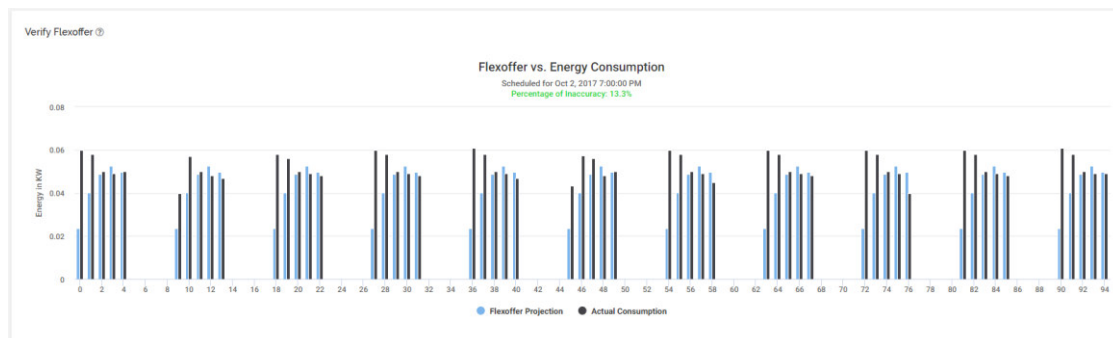 Verify Flexoffer ?
Flexoffer vs. Energy Consumption
Scheduled for Oct 2, 2017 7:00:00 PM
Percentage of Inaccuracy: 13.3%
Energy in KW
0.08
0.06
0.04
0.02
0
0 2 4 6 8 10 12 14 16 18 20 22 24 26 28 30 32 34 36 38 40 42 44 46 48 50 52 54 56 58 60 62 64 66 68 70 72 74 76 78 80 82 84 86 88 90 92 94
Flexoffer Projection Actual Consumption